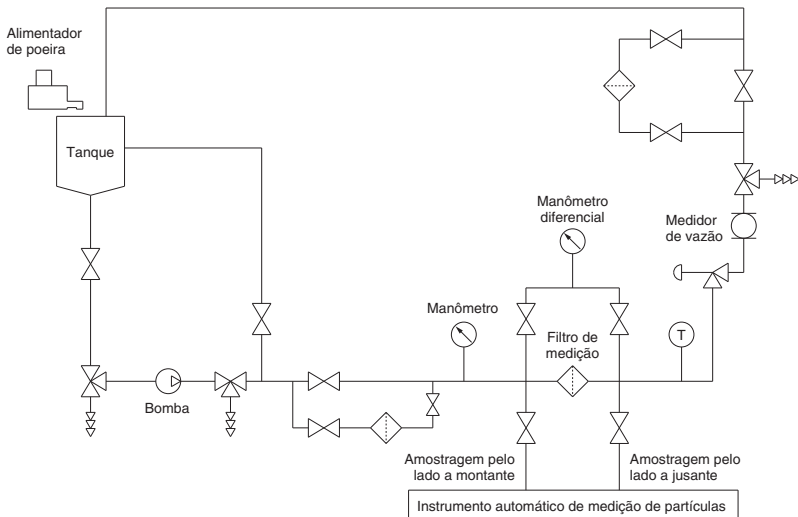 Alimentador
de poeira
Tanque
Manômetro
diferencial
Medidor
de vazão
Manômetro
Filtro de
medição
T
Bomba
Amostragem pelo
lado a montante
Amostragem pelo
lado a jusante
Instrumento automático de medição de partículas